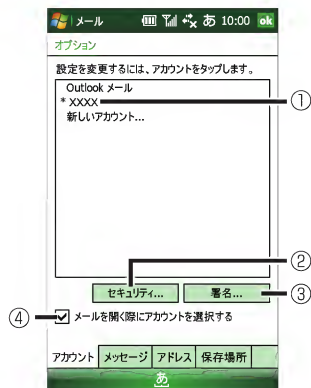 メール あ 10:00 ok
オプション
設定を変更するには、アカウントをタップします。
Outlook メール
* XXXX ①
新しいアカウント...
②
セキュリティ... 署名... ③
④ メールを開く際にアカウントを選択する
アカウント メッセージ アドレス 保存場所
あ